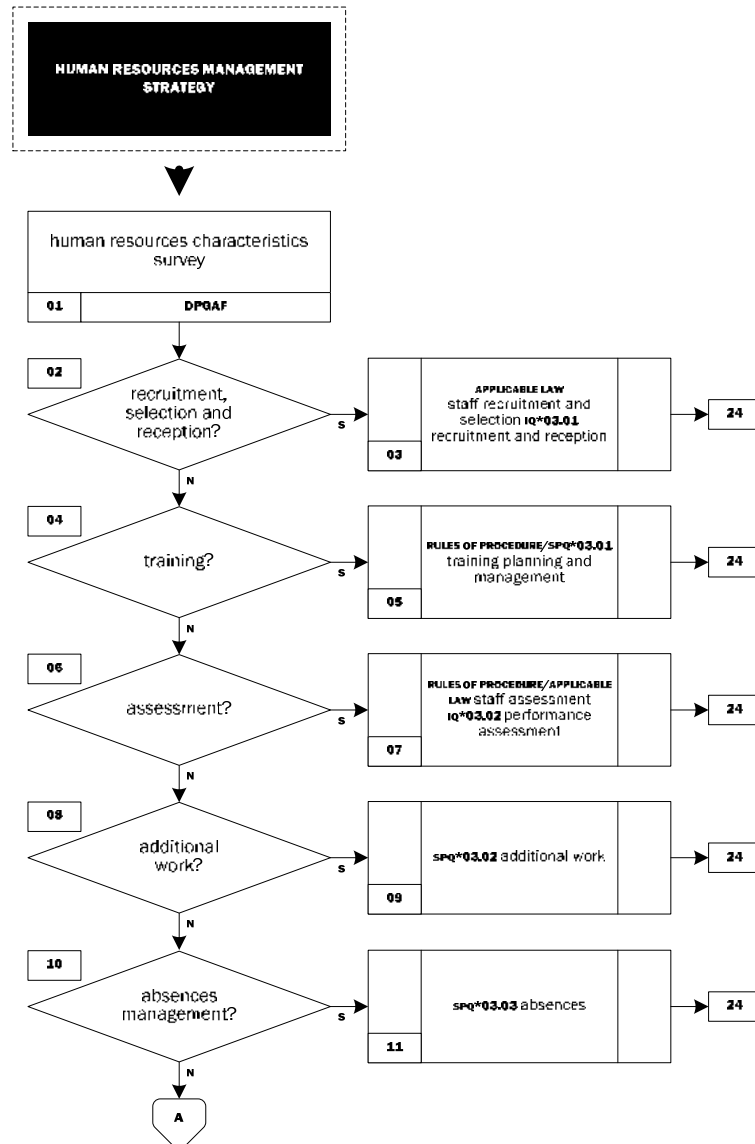 HUMAN RESOURCES MANAGEMENT
STRATEGY
human resources characteristics
survey
01
DPGAF
02
recruitment,
selection and
reception?
S
N
APPLICABLE LAW
staff recruitment and
selection IQ*03.01
recruitment and reception
03
24
04
training?
S
N
RULES OF PROCEDURE/SPQ*03.01
training planning and
management
05
24
06
assessment?
S
N
RULES OF PROCEDURE/APPLICABLE
LAW staff assessment
IQ*03.02 performance
assessment
07
24
08
additional
work?
S
N
SPQ*03.02 additional work
09
24
10
absences
management?
S
N
SPQ*03.03 absences
11
24
A